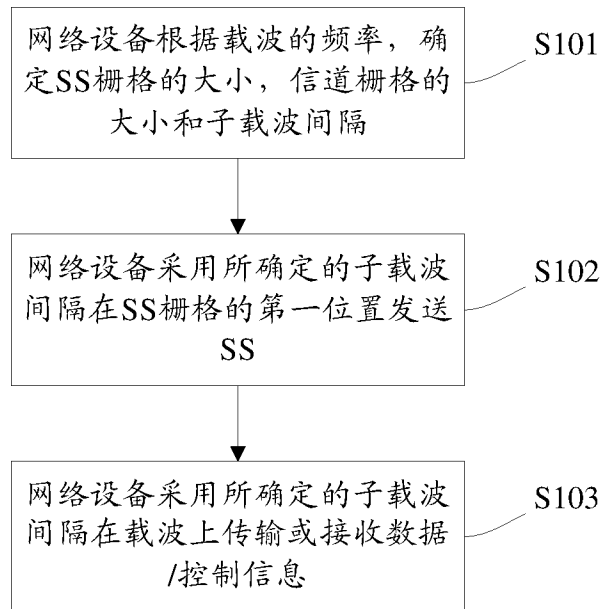 网络设备根据载波的频率，确
定SS栅格的大小，信道栅格的
大小和子载波间隔
S101
网络设备采用所确定的子载波
间隔在SS栅格的第一位置发送
SS
S102
网络设备采用所确定的子载波
间隔在载波上传输或接收数据
/控制信息
S103